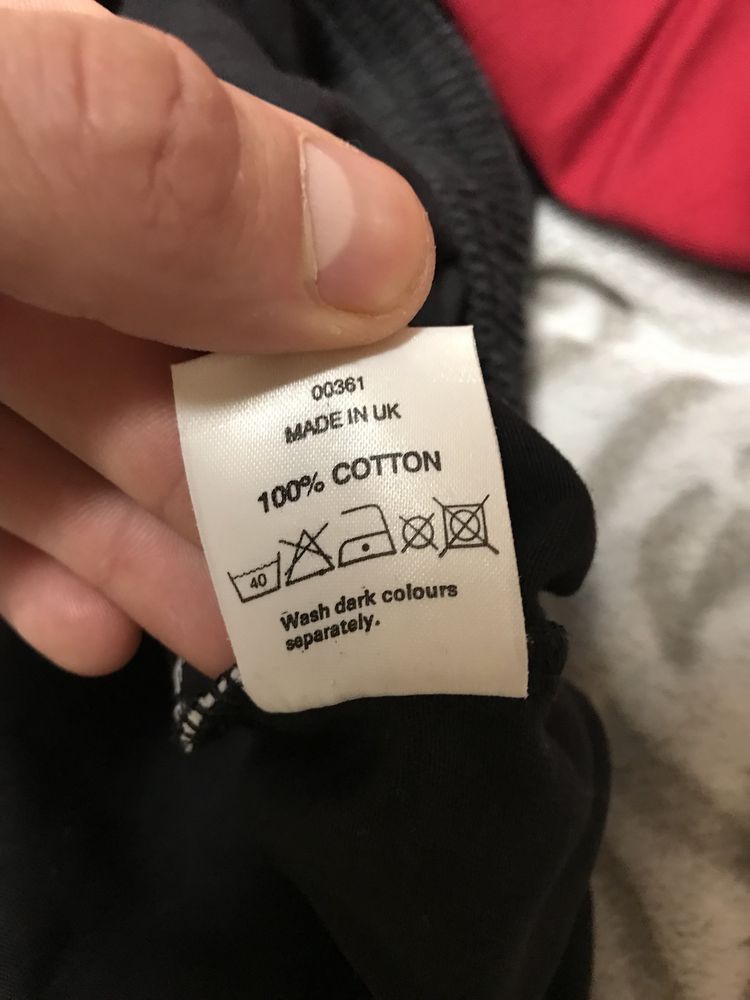 00361
MADE IN UK
100% COTTON
40
Wash dark colours
separately.